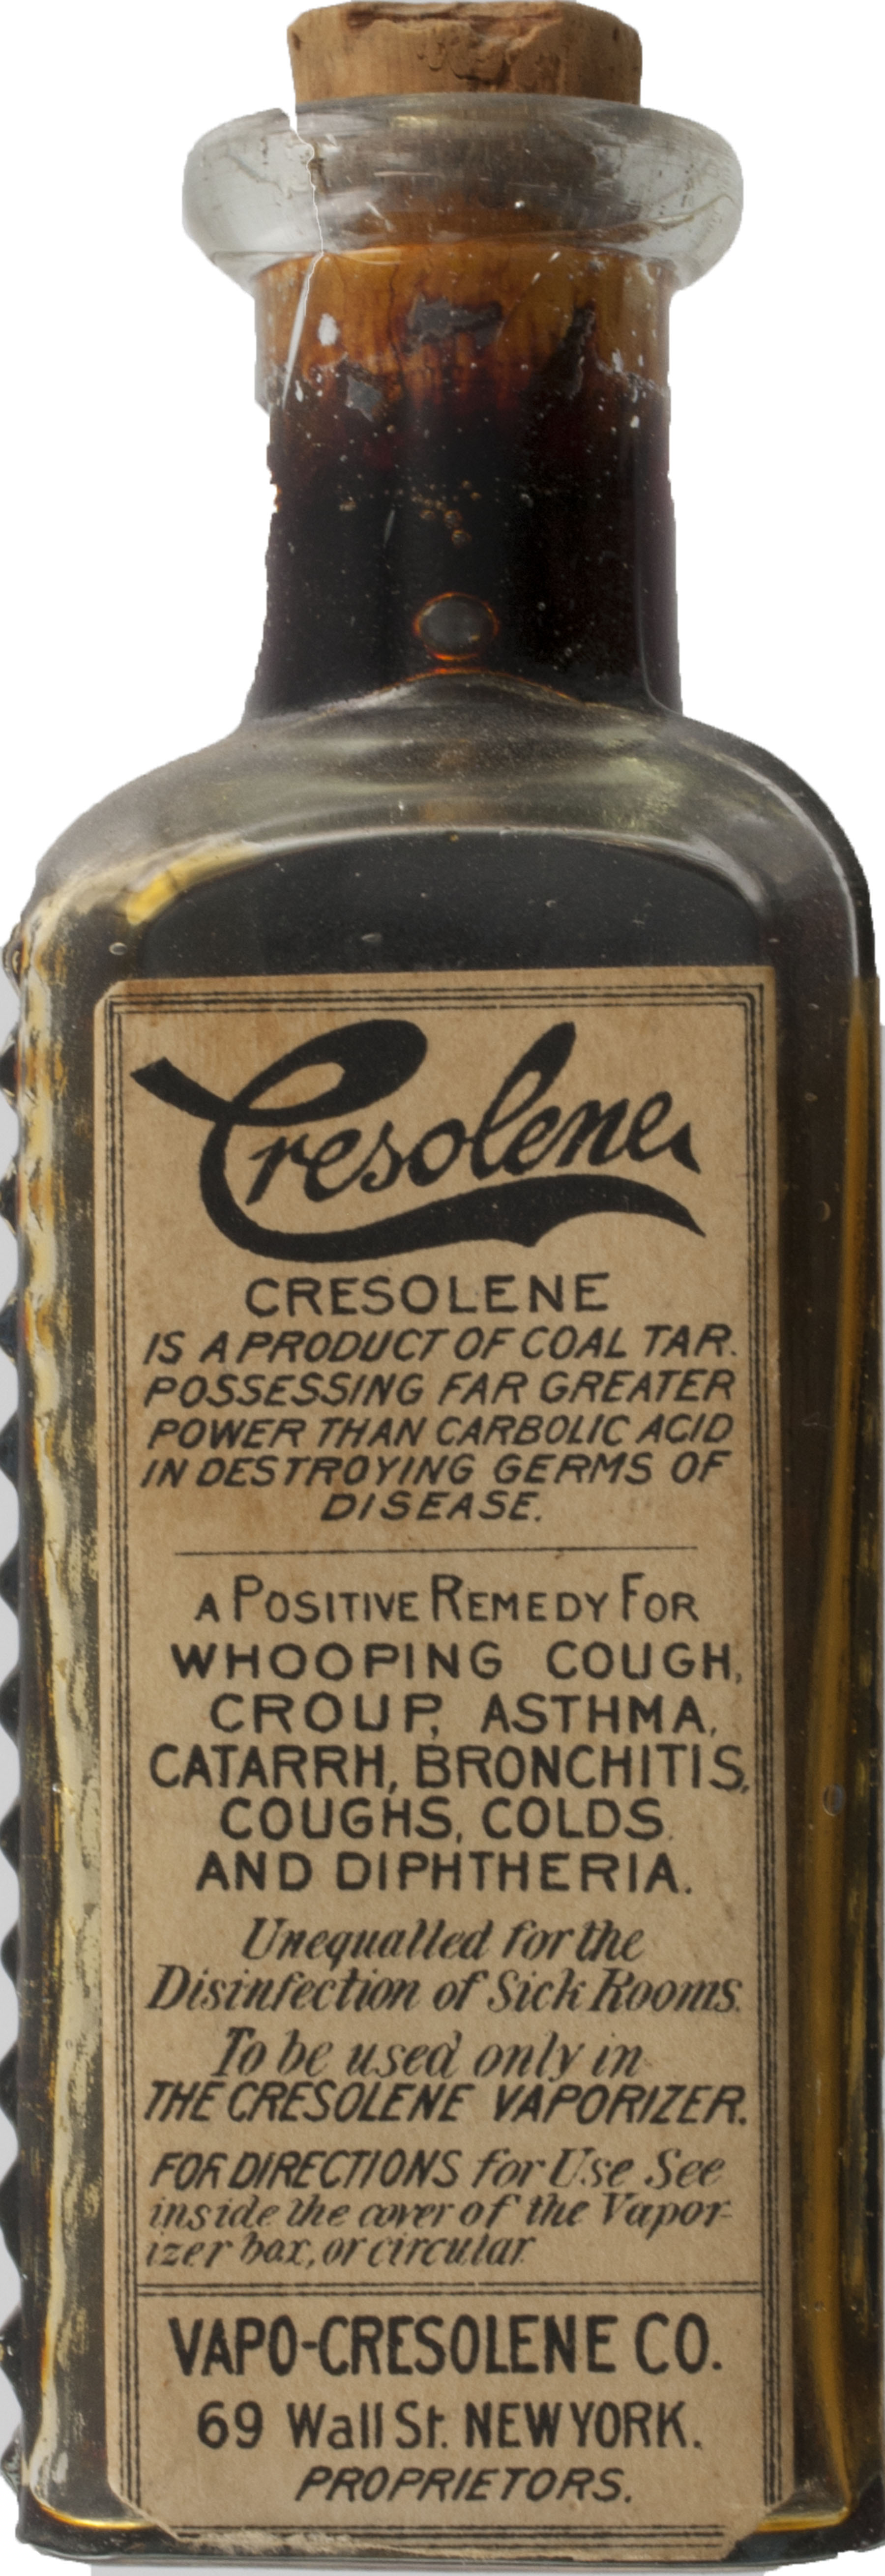 Cresolene
CRESOLENE
IS A PRODUCT OF COAL TAR.
POSSESSING FAR GREATER
POWER THAN CARBOLIC ACID
IN DESTROYING GERMS OF
DISEASE.
A POSITIVE REMEDY FOR
WHOOPING COUGH,
CROUP, ASTHMA,
CATARRH, BRONCHITIS,
COUGHS, COLDS.
AND DIPHTHERIA.
Unequalled for the
Disinfection of Sick Rooms.
To be used only in
THE CRESOLENE VAPORIZER.
FOR DIRECTIONS for Use See
inside the cover of the Vapor-
izer box, or circular
VAPO-CRESOLENE CO.
69 Wall St. NEW YORK.
PROPRIETORS.